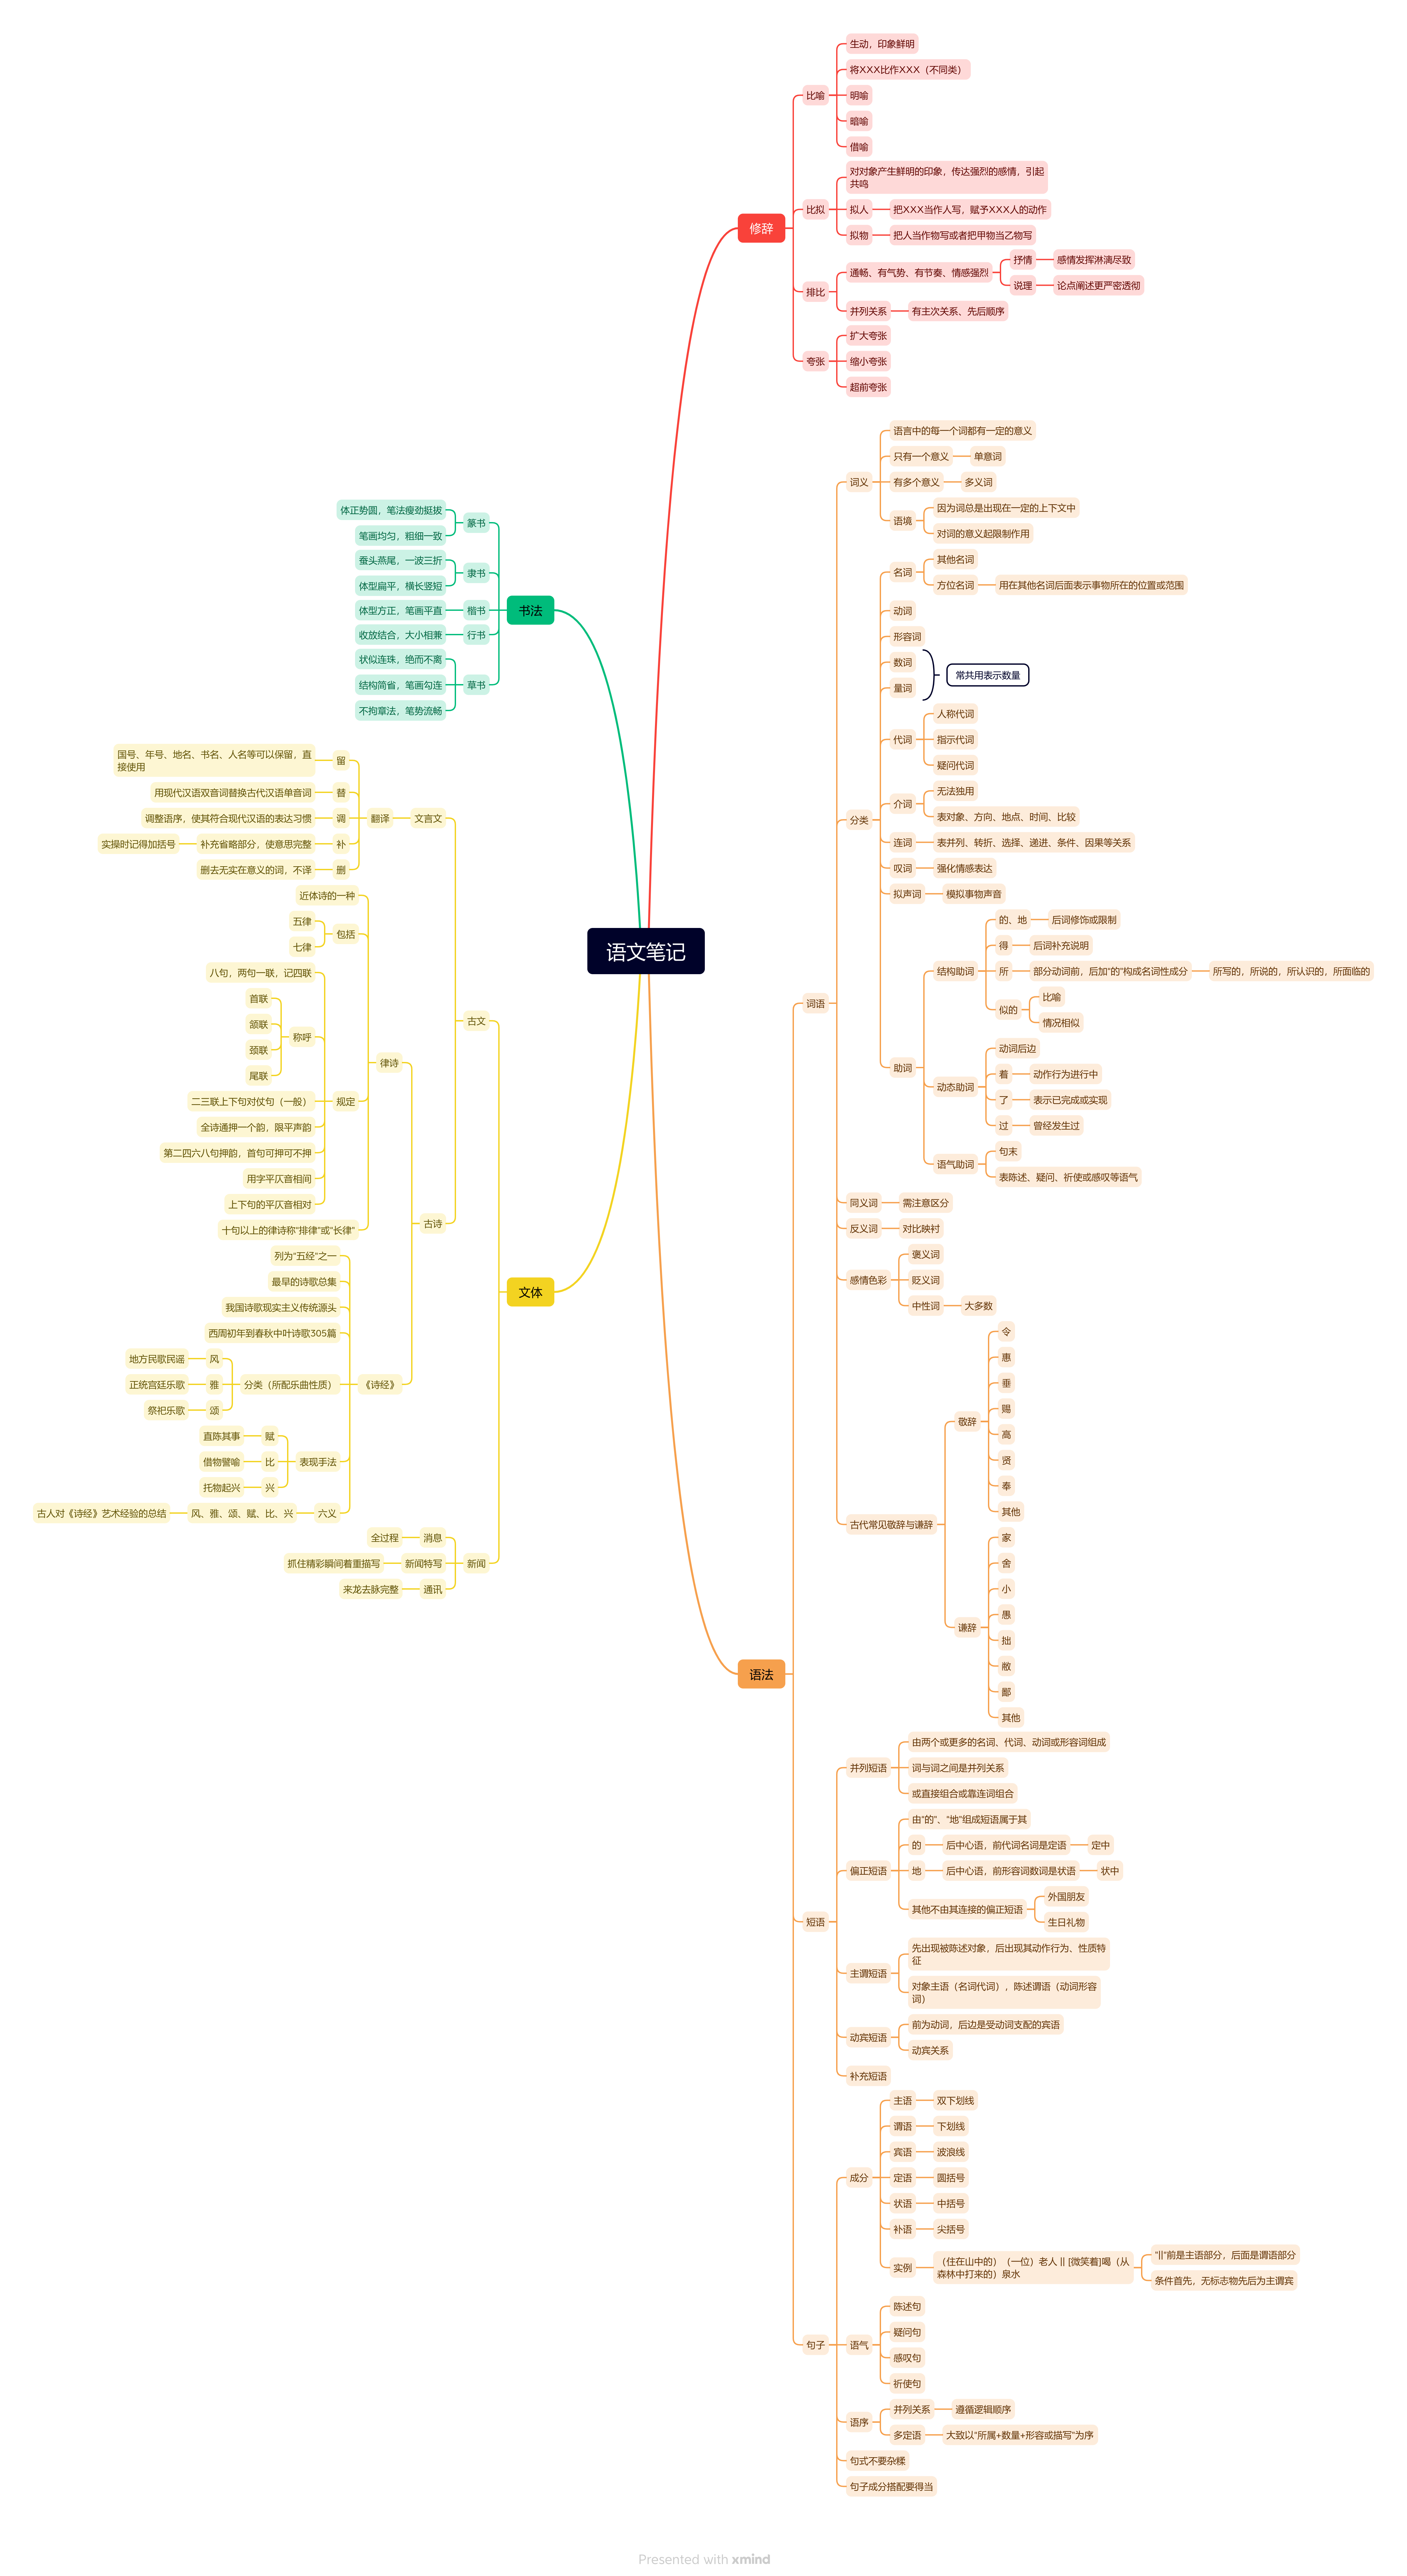 语文笔记
修辞
比喻
生动，印象鲜明
将XXX比作XXX（不同类）
明喻
暗喻
借喻
比拟
对对象产生鲜明的印象，传达强烈的感情，引起
共鸣
拟人
把XXX当作人写，赋予XXX人的动作
拟物
把人当作物写或者把甲物当乙物写
排比
通畅、有气势、有节奏、情感强烈
抒情
感情发挥淋漓尽致
说理
论点阐述更严密透彻
并列关系
有主次关系、先后顺序
夸张
扩大夸张
缩小夸张
超前夸张
语法
词语
词义
语言中的每一个词都有一定的意义
只有一个意义
单意词
有多个意义
多义词
语境
因为词总是出现在一定的上下文中
对词的意义起限制作用
分类
名词
其他名词
方位名词
用在其他名词后面表示事物所在的位置或范围
动词
形容词
数词
量词
常共用表示数量
代词
人称代词
指示代词
疑问代词
介词
无法独用
表对象、方向、地点、时间、比较
连词
表并列、转折、选择、递进、条件、因果等关系
叹词
强化情感表达
拟声词
模拟事物声音
助词
结构助词
的、地
后词修饰或限制
得
后词补充说明
所
部分动词前，后加“的”构成名词性成分
所写的，所说的，所认识的，所面临的
似的
比喻
情况相似
动态助词
动词后边
着
动作行为进行中
了
表示已完成或实现
过
曾经发生过
语气助词
句末
表陈述、疑问、祈使或感叹等语气
同义词
需注意区分
反义词
对比映衬
感情色彩
褒义词
贬义词
中性词
大多数
古代常见敬辞与谦辞
敬辞
令
惠
垂
赐
高
贤
奉
其他
谦辞
家
舍
小
愚
拙
敝
鄙
其他
短语
并列短语
由两个或更多的名词、代词、动词或形容词组成
词与词之间是并列关系
或直接组合或靠连词组合
偏正短语
由“的”、“地”组成短语属于其
的
后中心语，前代词名词是定语
定中
地
后中心语，前形容词数词是状语
状中
其他不由其连接的偏正短语
外国朋友
生日礼物
主谓短语
先出现被陈述对象，后出现其动作行为、性质特
征
对象主语（名词代词），陈述谓语（动词形容
词）
动宾短语
前为动词，后边是受动词支配的宾语
动宾关系
补充短语
句子
成分
主语
双下划线
谓语
下划线
宾语
波浪线
定语
圆括号
状语
中括号
补语
尖括号
实例
（住在山中的）（一位）老人 || [微笑着]喝（从
森林中打来的）泉水
“||”前是主语部分，后面是谓语部分
条件首先，无标志物先后为主谓宾
语气
陈述句
疑问句
感叹句
祈使句
语序
并列关系
遵循逻辑顺序
多定语
大致以“所属+数量+形容或描写”为序
句式不要杂糅
句子成分搭配要得当
书法
篆书
体正势圆，笔法瘦劲挺拔
笔画均匀，粗细一致
隶书
蚕头燕尾，一波三折
体型扁平，横长竖短
楷书
体型方正，笔画平直
行书
收放结合，大小相兼
草书
状似连珠，绝而不离
结构简省，笔画勾连
不拘章法，笔势流畅
文体
古文
文言文
翻译
留
国号、年号、地名、书名、人名等可以保留，直
接使用
替
用现代汉语双音词替换古代汉语单音词
调
调整语序，使其符合现代汉语的表达习惯
补
补充省略部分，使意思完整
实操时记得加括号
删
删去无实在意义的词，不译
古诗
律诗
近体诗的一种
包括
五律
七律
规定
八句，两句一联，记四联
称呼
首联
颔联
颈联
尾联
二三联上下句对仗句（一般）
全诗通押一个韵，限平声韵
第二四六八句押韵，首句可押可不押
用字平仄音相间
上下句的平仄音相对
十句以上的律诗称“排律”或“长律”
《诗经》
列为“五经”之一
最早的诗歌总集
我国诗歌现实主义传统源头
西周初年到春秋中叶诗歌305篇
分类（所配乐曲性质）
风
地方民歌民谣
雅
正统宫廷乐歌
颂
祭祀乐歌
表现手法
赋
直陈其事
比
借物譬喻
兴
托物起兴
六义
风、雅、颂、赋、比、兴
古人对《诗经》艺术经验的总结
新闻
消息
全过程
新闻特写
抓住精彩瞬间着重描写
通讯
来龙去脉完整
Presented with xmind